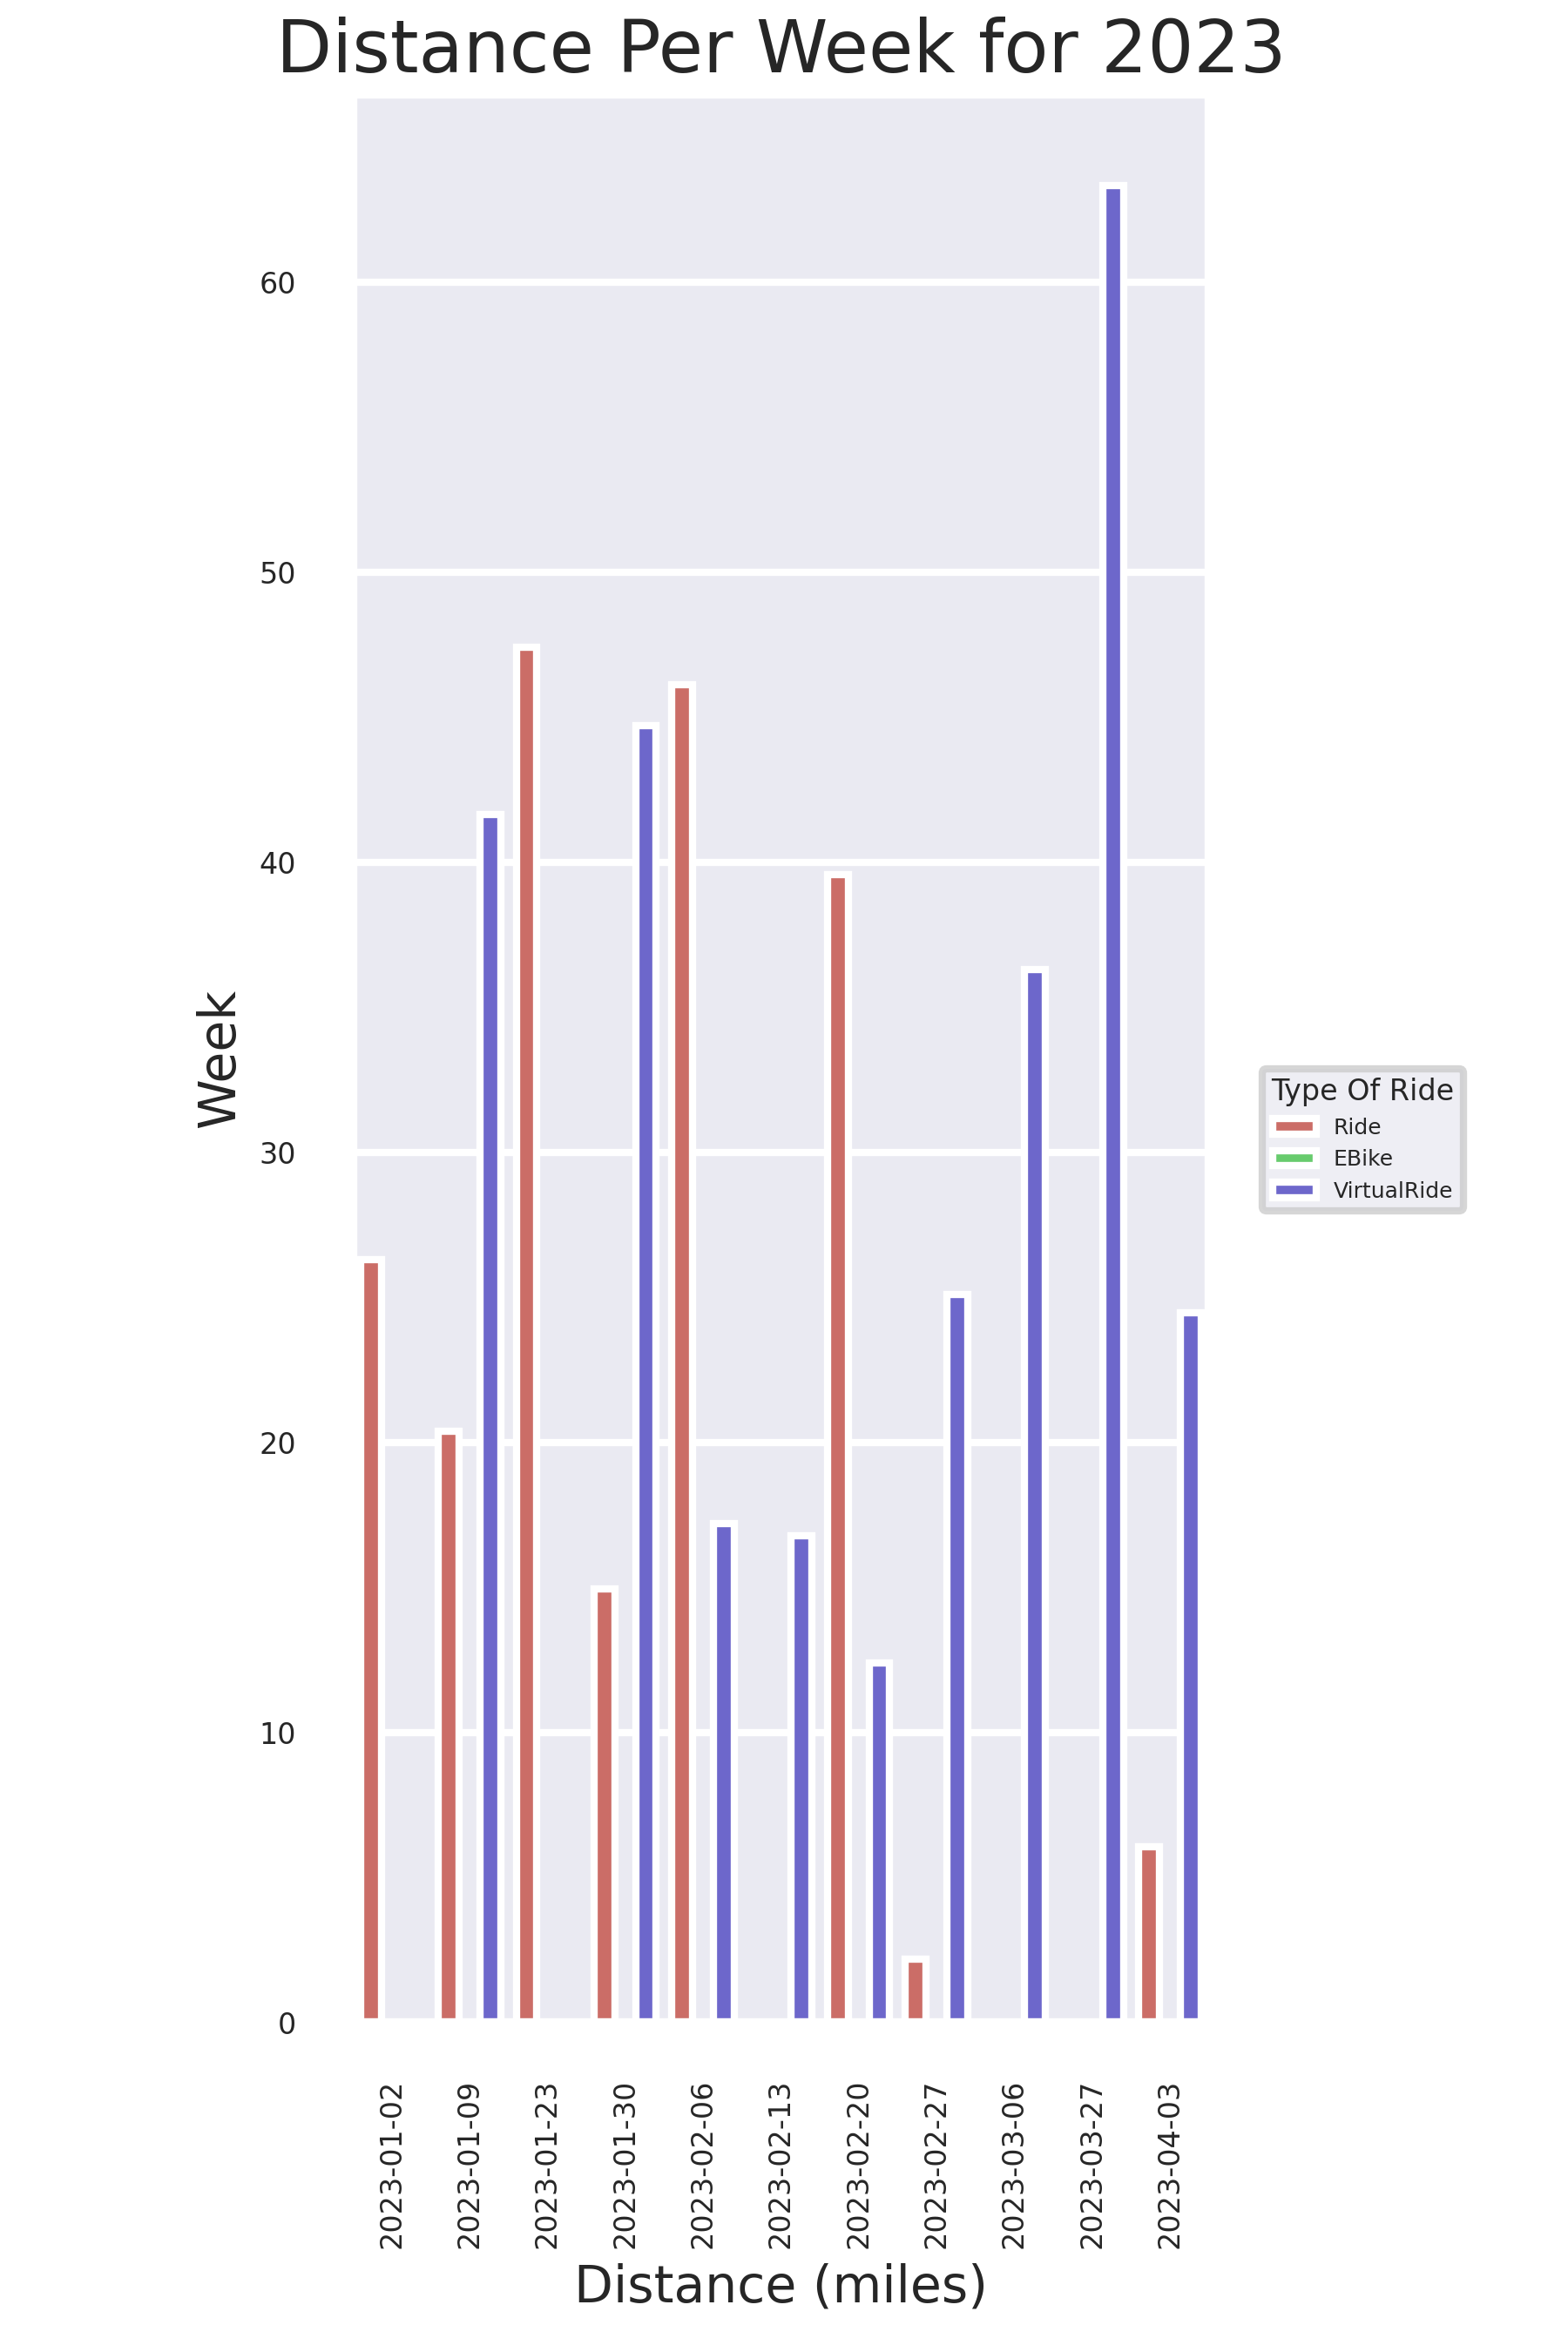 Distance Per Week for 2023
60
50
40
30
20
10
0
Week
Type Of Ride
Ride
EBike
VirtualRide
2023-01-02
2023-01-09
2023-01-23
2023-01-30
2023-02-06
2023-02-13
2023-02-20
2023-02-27
2023-03-06
2023-03-27
2023-04-03
Distance (miles)